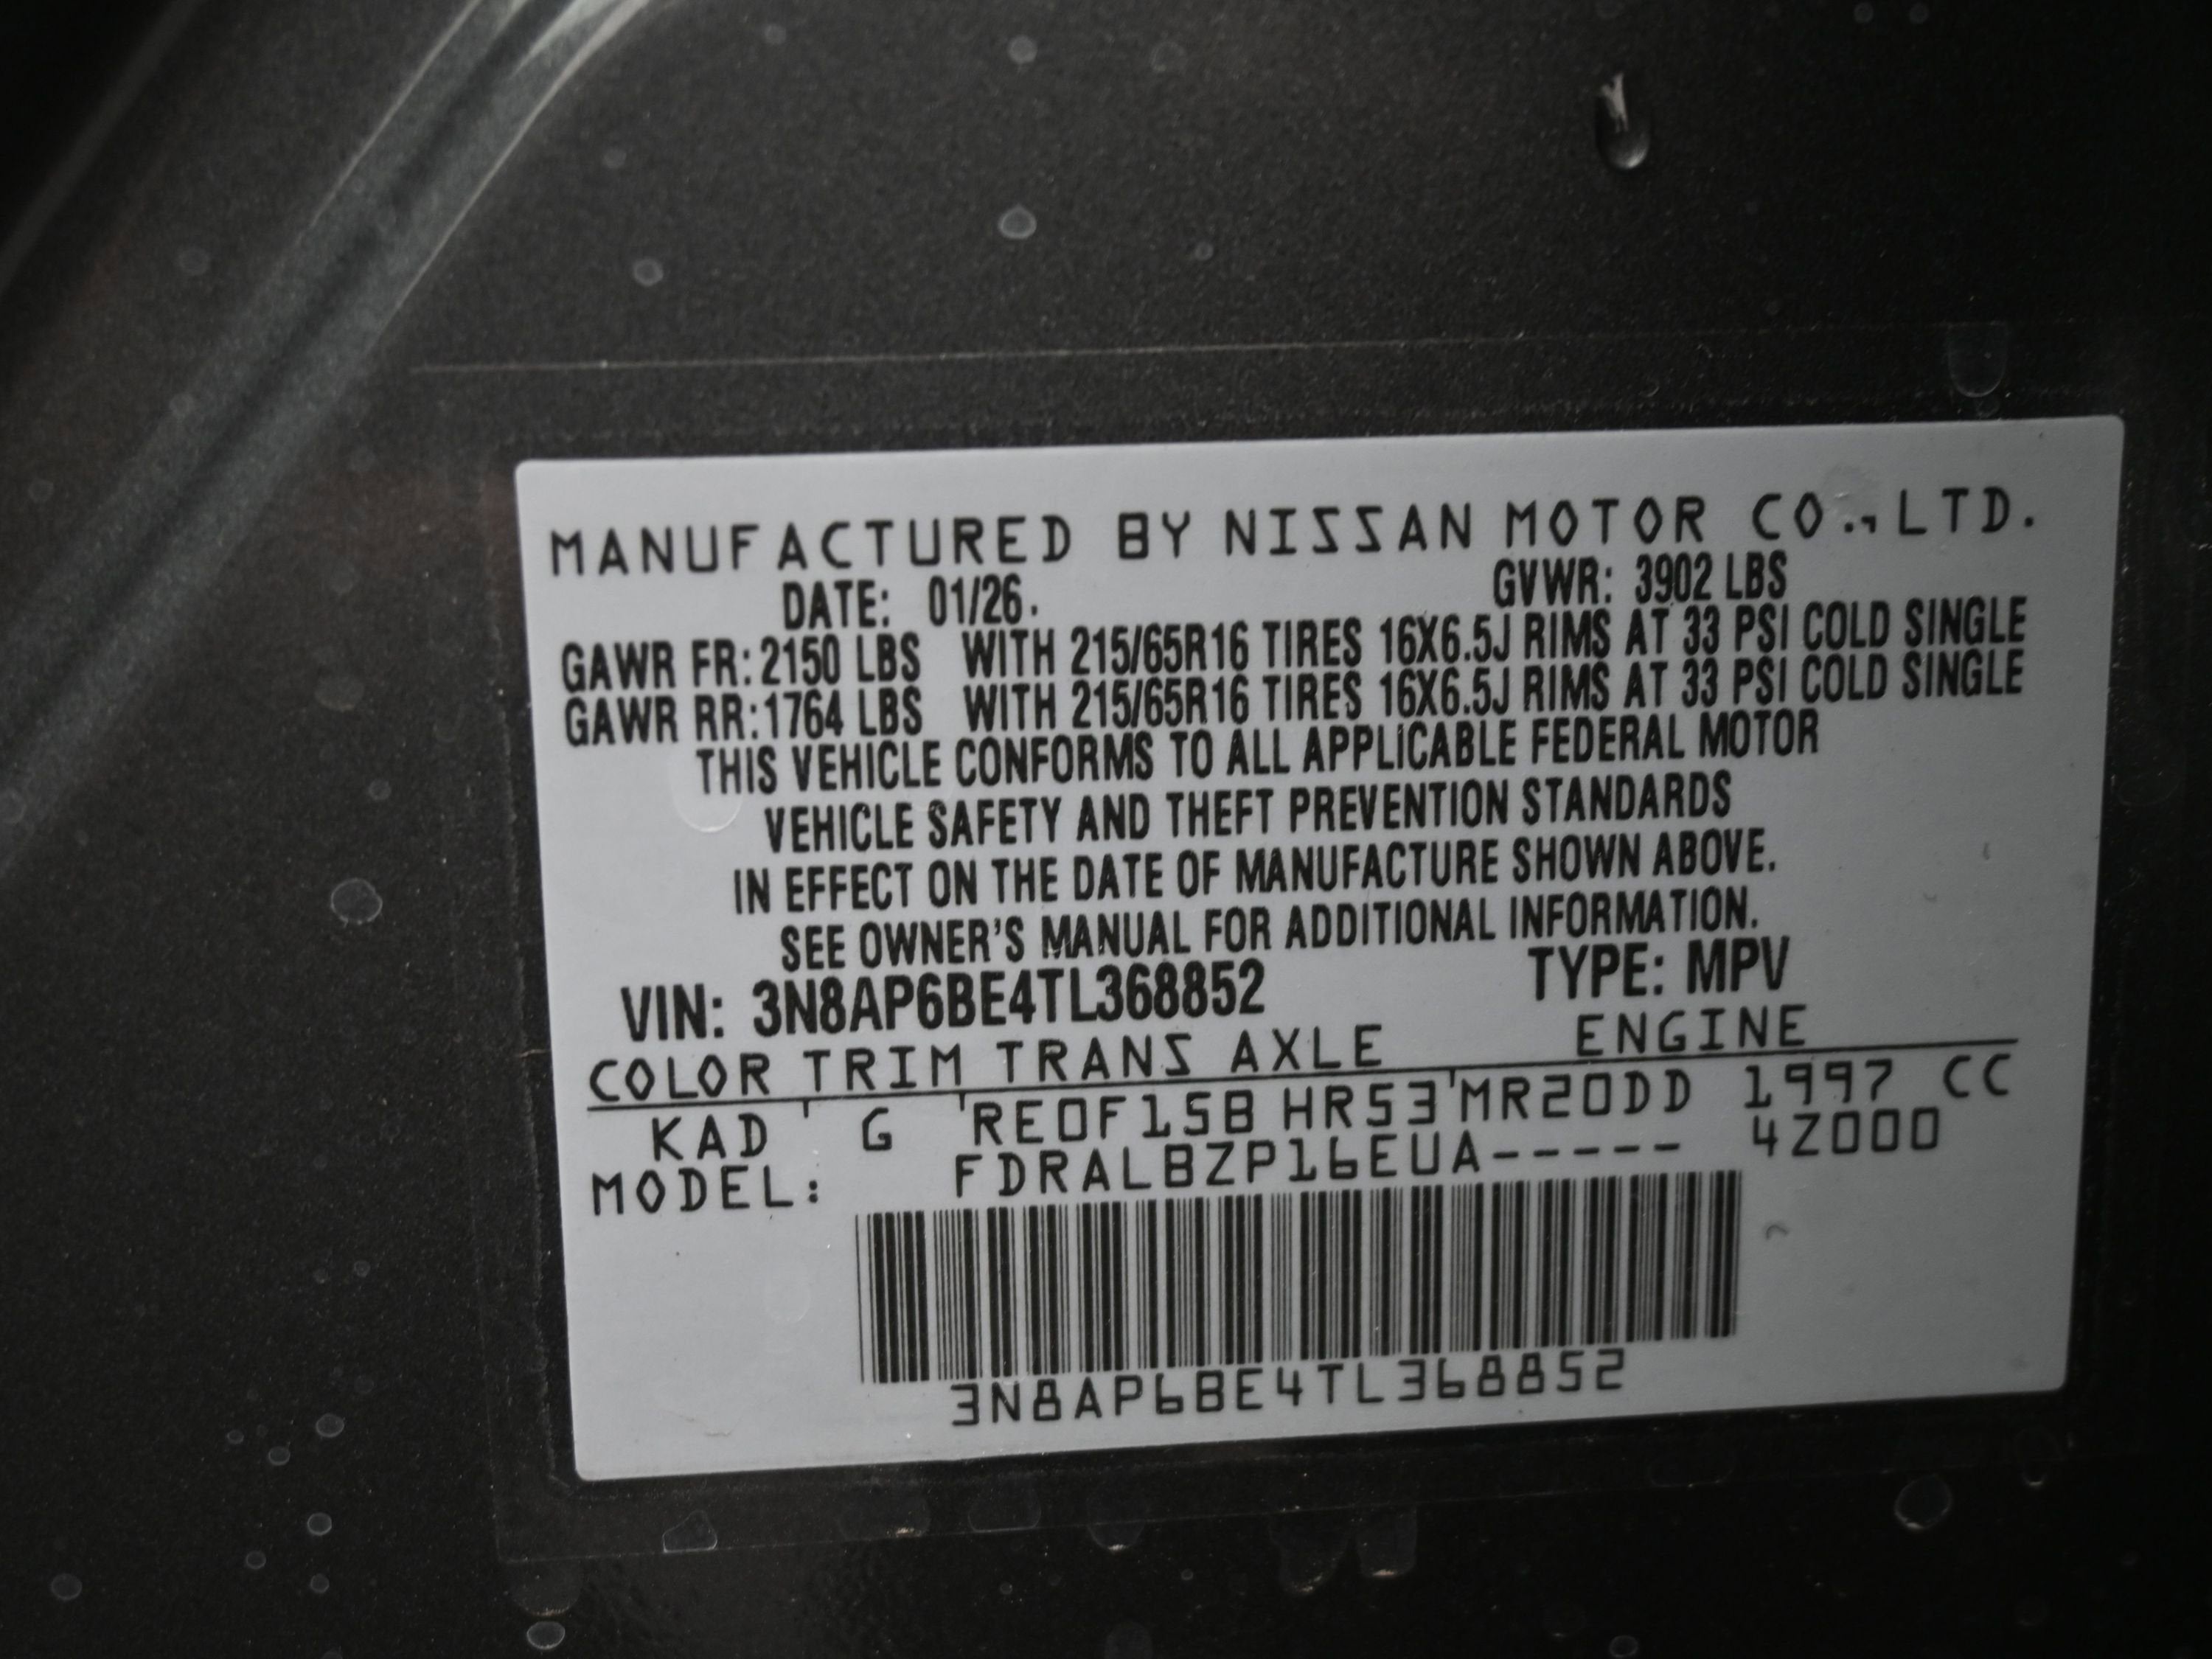 MANUFACTURED BY NISSAN MOTOR CO., LTD.
DATE: 01/26. GVWR: 3902 LBS
GAWR FR: 2150 LBS WITH 215/65R16 TIRES 16X6.5J RIMS AT 33 PSI COLD SINGLE
GAWR RR: 1764 LBS WITH 215/65R16 TIRES 16X6.5J RIMS AT 33 PSI COLD SINGLE
THIS VEHICLE CONFORMS TO ALL APPLICABLE FEDERAL MOTOR
VEHICLE SAFETY AND THEFT PREVENTION STANDARDS
IN EFFECT ON THE DATE OF MANUFACTURE SHOWN ABOVE.
SEE OWNER'S MANUAL FOR ADDITIONAL INFORMATION.
VIN: 3N8AP6BE4TL368852 TYPE: MPV
COLOR TRIM TRANS AXLE ENGINE
KAD G RE0F15B HR53 MR20DD 1997 CC
MODEL: FDRALBZP16EUA----- 4Z000
3N8AP6BE4TL368852